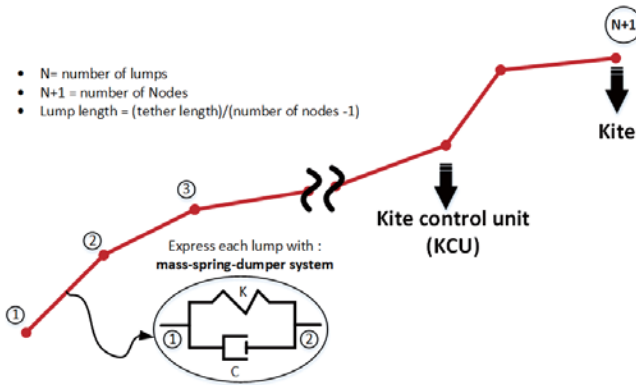 N+1
• N= number of lumps
• N+1 = number of Nodes
• Lump length = (tether length)/(number of nodes -1)
Kite
③
Kite control unit
(KCU)
②
Express each lump with :
mass-spring-dumper system
①
K
① ②
C